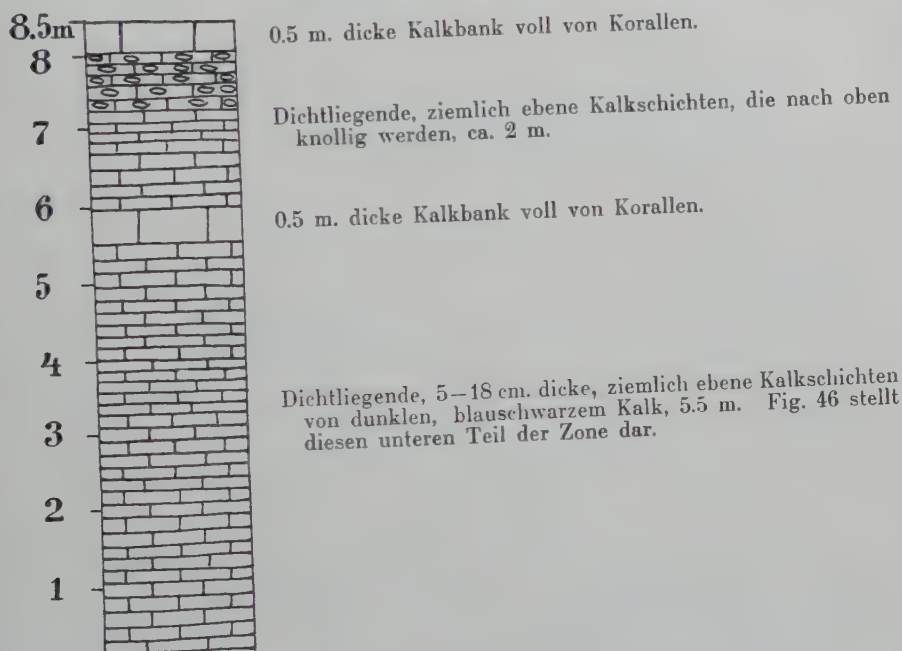 8.5m 0.5 m. dicke Kalkbank voll von Korallen.
8
Dichtliegende, ziemlich ebene Kalkschichten, die nach oben
7 knollig werden, ca. 2 m.
6 0.5 m. dicke Kalkbank voll von Korallen.
5
4
Dichtliegende, 5–18 cm. dicke, ziemlich ebene Kalkschichten
von dunklen, blauschwarzem Kalk, 5.5 m. Fig. 46 stellt
3 diesen unteren Teil der Zone dar.
2
1